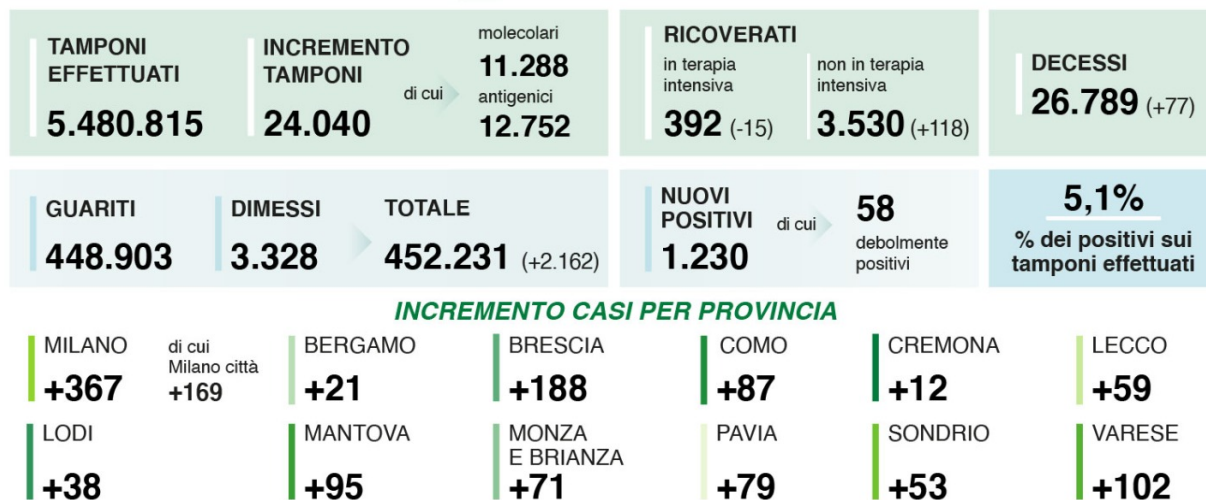 TAMPONI
EFFETTUATI
5.480.815
INCREMENTO
TAMPONI
24.040
di cui
molecolari
11.288
antigenici
12.752
RICOVERATI
in terapia
intensiva
392 (-15)
non in terapia
intensiva
3.530 (+118)
DECESSI
26.789 (+77)
GUARITI
448.903
DIMESSI
3.328
TOTALE
452.231 (+2.162)
NUOVI
POSITIVI
1.230
di cui
58
debolmente
positivi
5,1%
% dei positivi sui
tamponi effettuati
INCREMENTO CASI PER PROVINCIA
MILANO
+367
di cui
Milano città
+169
BERGAMO
+21
BRESCIA
+188
COMO
+87
CREMONA
+12
LECCO
+59
LODI
+38
MANTOVA
+95
MONZA
E BRIANZA
+71
PAVIA
+79
SONDRIO
+53
VARESE
+102